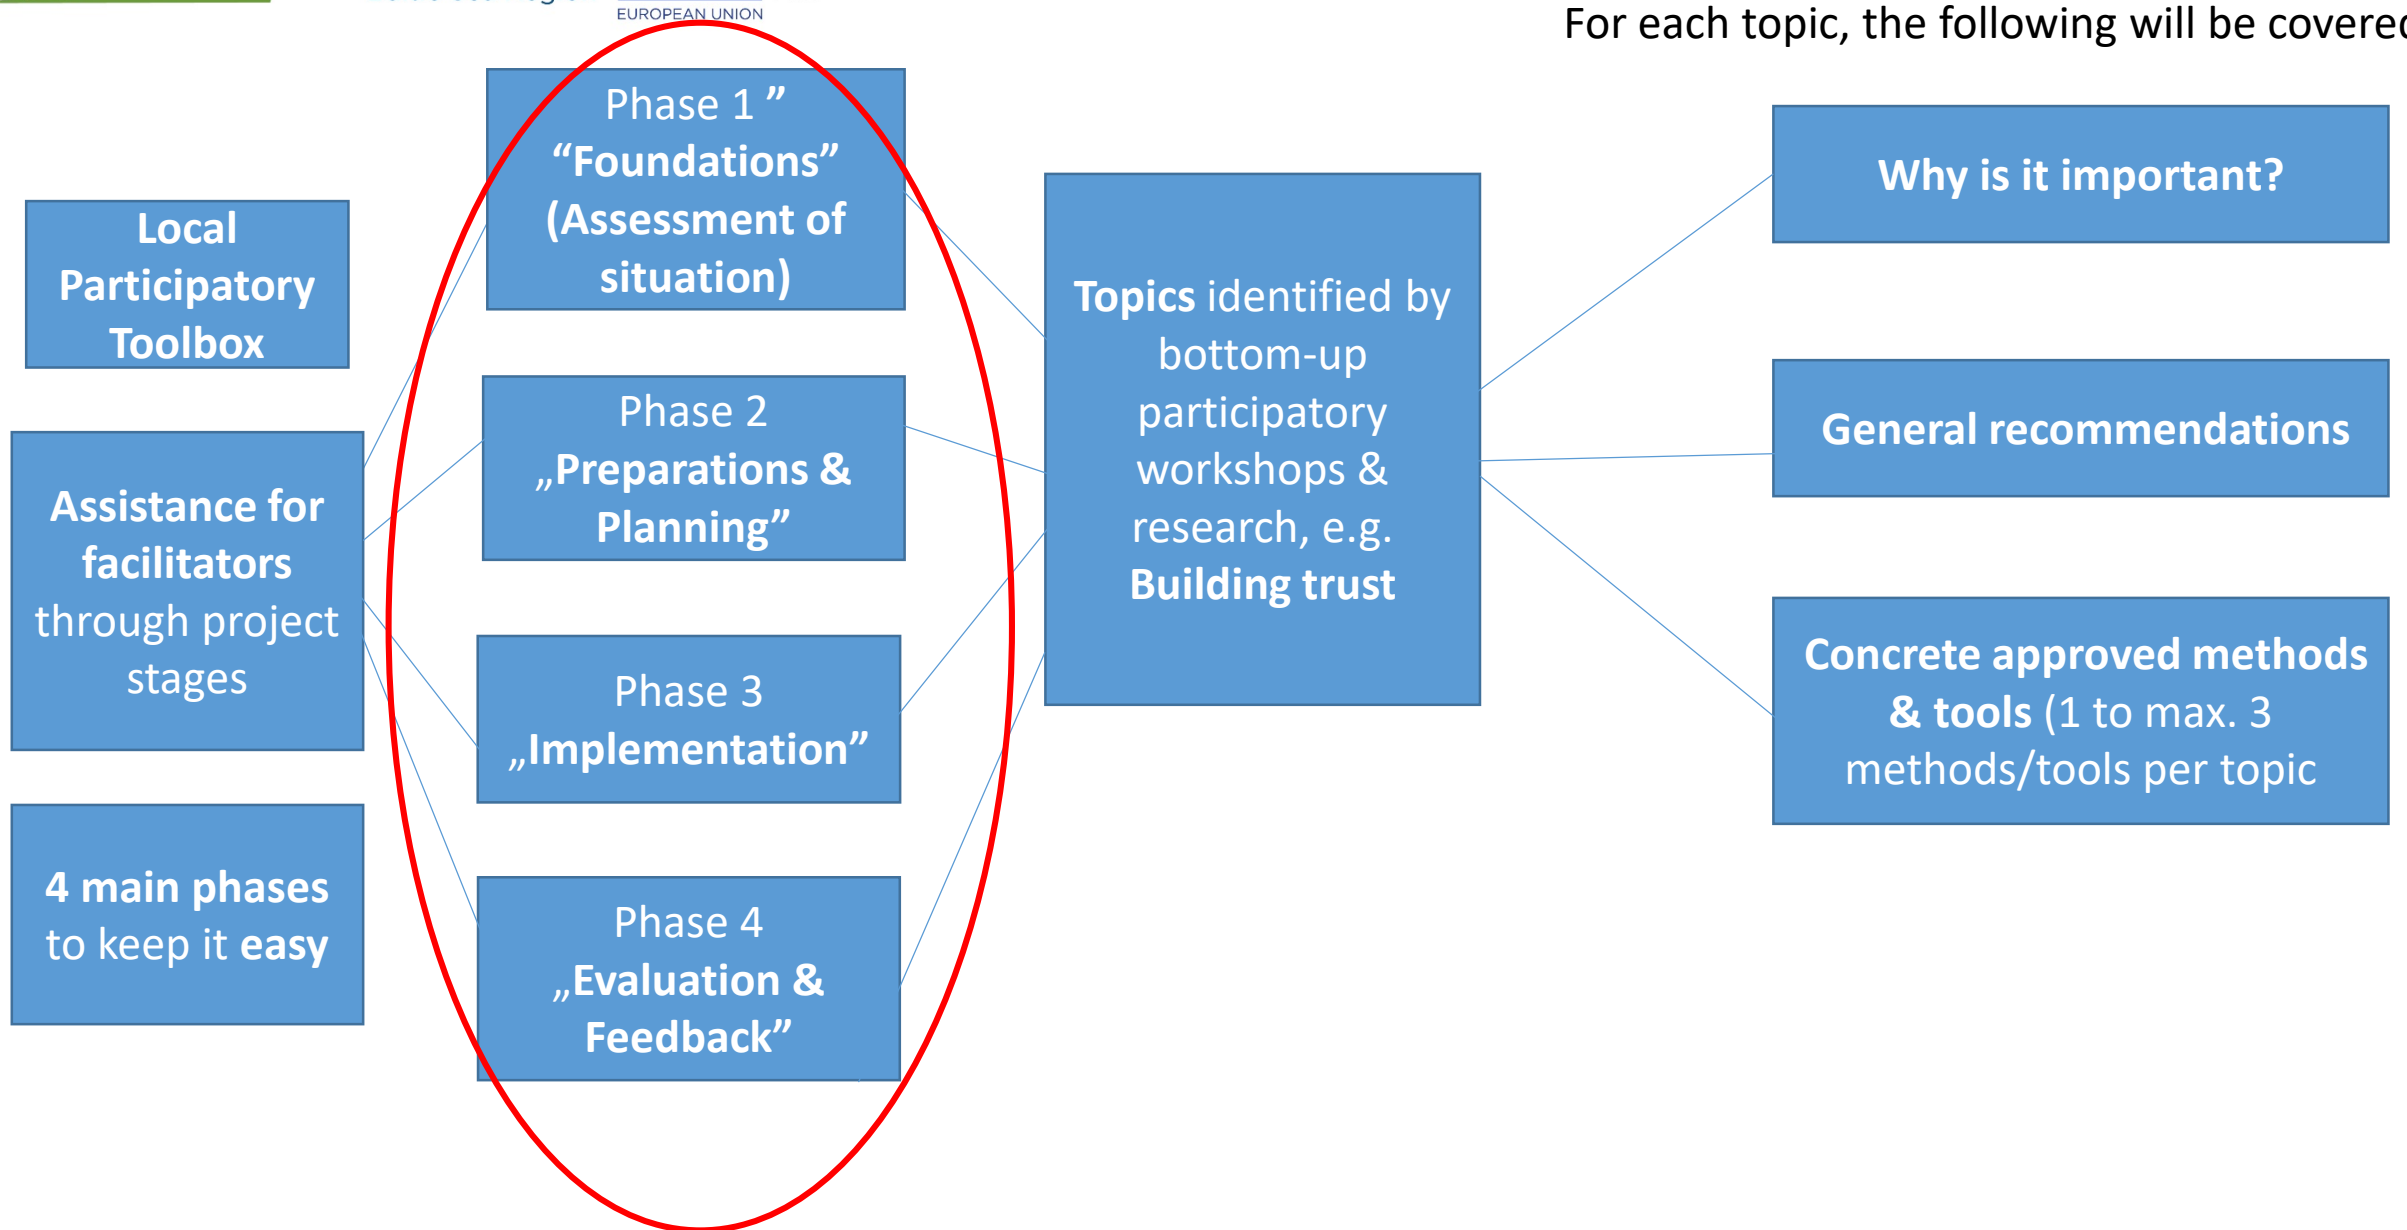 EUROPEAN UNION
For each topic, the following will be covered
Local
Participatory
Toolbox
Assistance for
facilitators
through project
stages
4 main phases
to keep it easy
Phase 1 ”
“Foundations”
(Assessment of
situation)
Phase 2
„Preparations &
Planning”
Phase 3
„Implementation”
Phase 4
„Evaluation &
Feedback”
Topics identified by
bottom-up
participatory
workshops &
research, e.g.
Building trust
Why is it important?
General recommendations
Concrete approved methods
& tools (1 to max. 3
methods/tools per topic